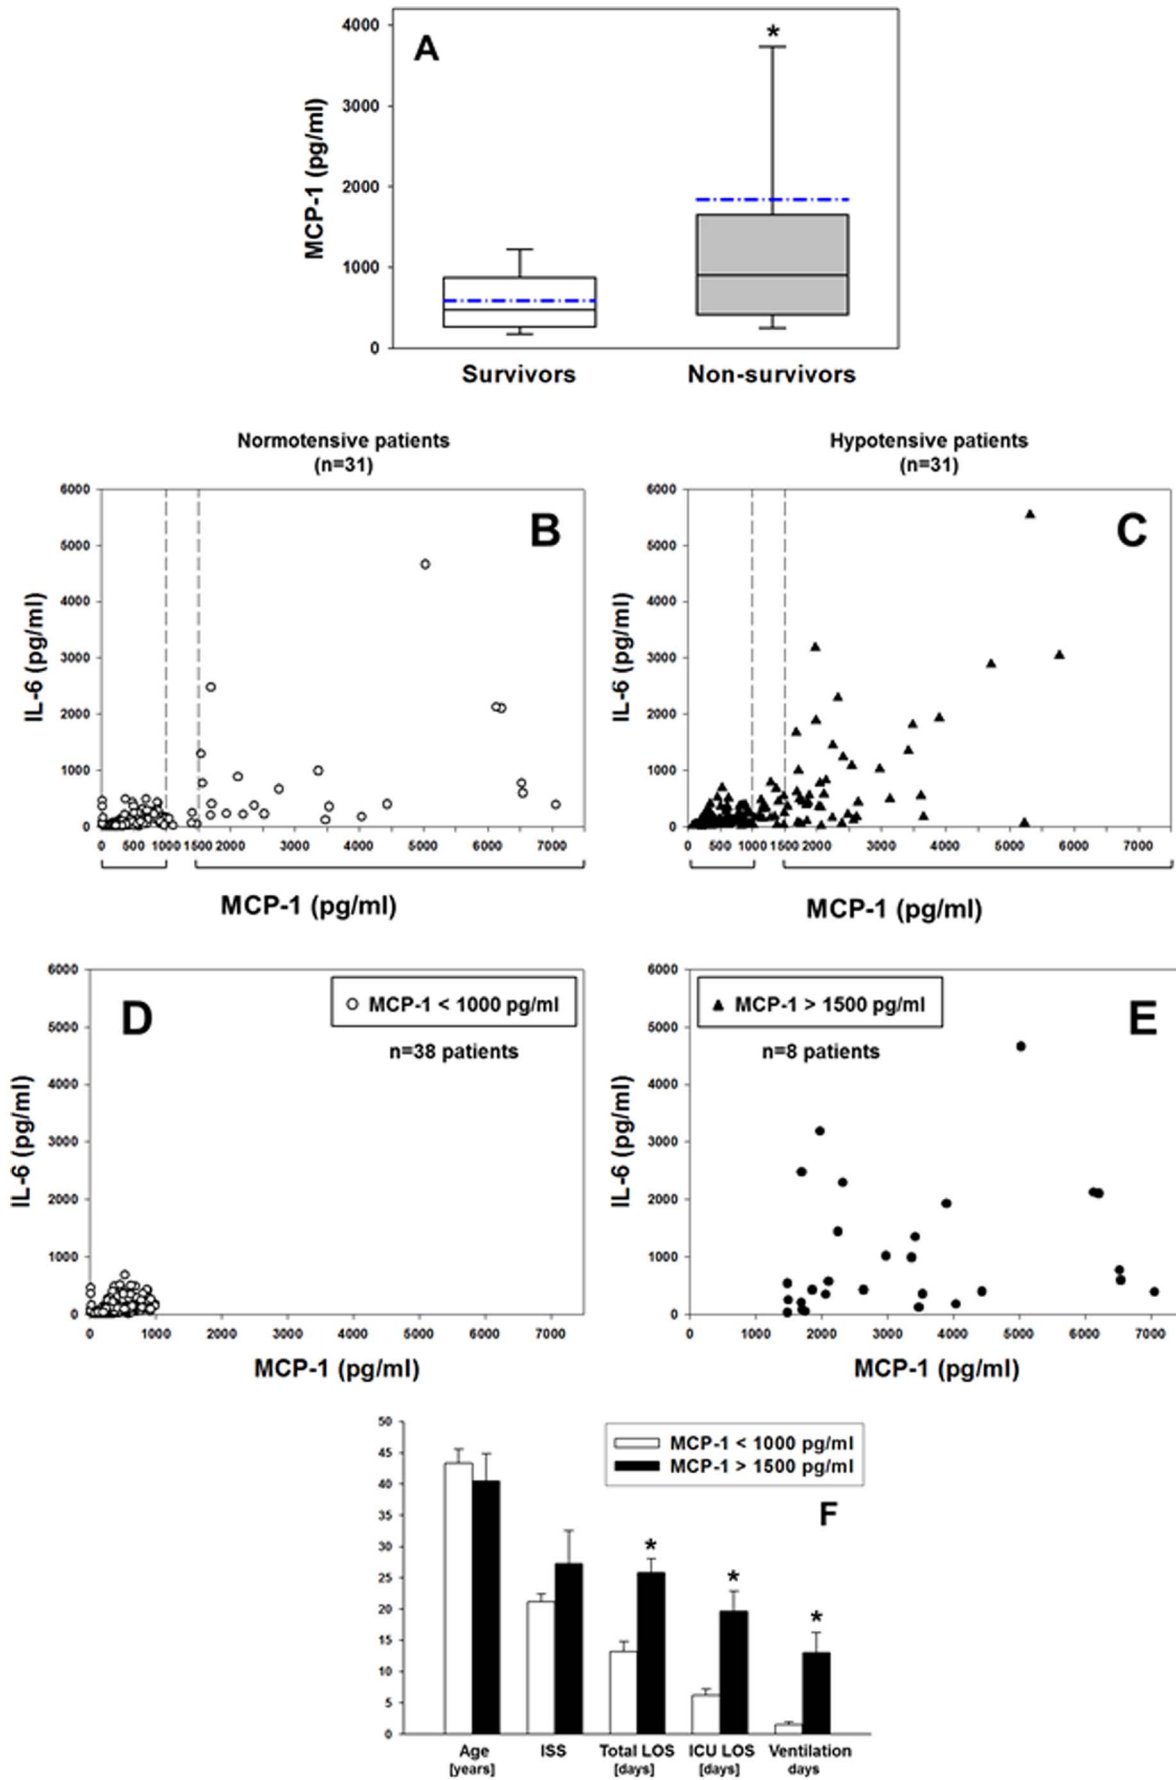 A
*
4000
3000
2000
1000
0
MCP-1 (pg/ml)
Survivors Non-survivors
Normotensive patients
(n=31)
B
6000
5000
4000
3000
2000
1000
0
IL-6 (pg/ml)
0 500 1000 1500 2000 3000 4000 5000 6000 7000
MCP-1 (pg/ml)
Hypotensive patients
(n=31)
C
6000
5000
4000
3000
2000
1000
0
IL-6 (pg/ml)
0 500 1000 1500 2000 3000 4000 5000 6000 7000
MCP-1 (pg/ml)
D
MCP-1 < 1000 pg/ml
n=38 patients
6000
5000
4000
3000
2000
1000
0
IL-6 (pg/ml)
0 1000 2000 3000 4000 5000 6000 7000
MCP-1 (pg/ml)
MCP-1 > 1500 pg/ml
n=8 patients
E
6000
5000
4000
3000
2000
1000
0
IL-6 (pg/ml)
0 1000 2000 3000 4000 5000 6000 7000
MCP-1 (pg/ml)
MCP-1 < 1000 pg/ml
MCP-1 > 1500 pg/ml
F
50
45
40
35
30
25
20
15
10
5
0
* * *
Age ISS Total LOS ICU LOS Ventilation
[years] [days] [days] days